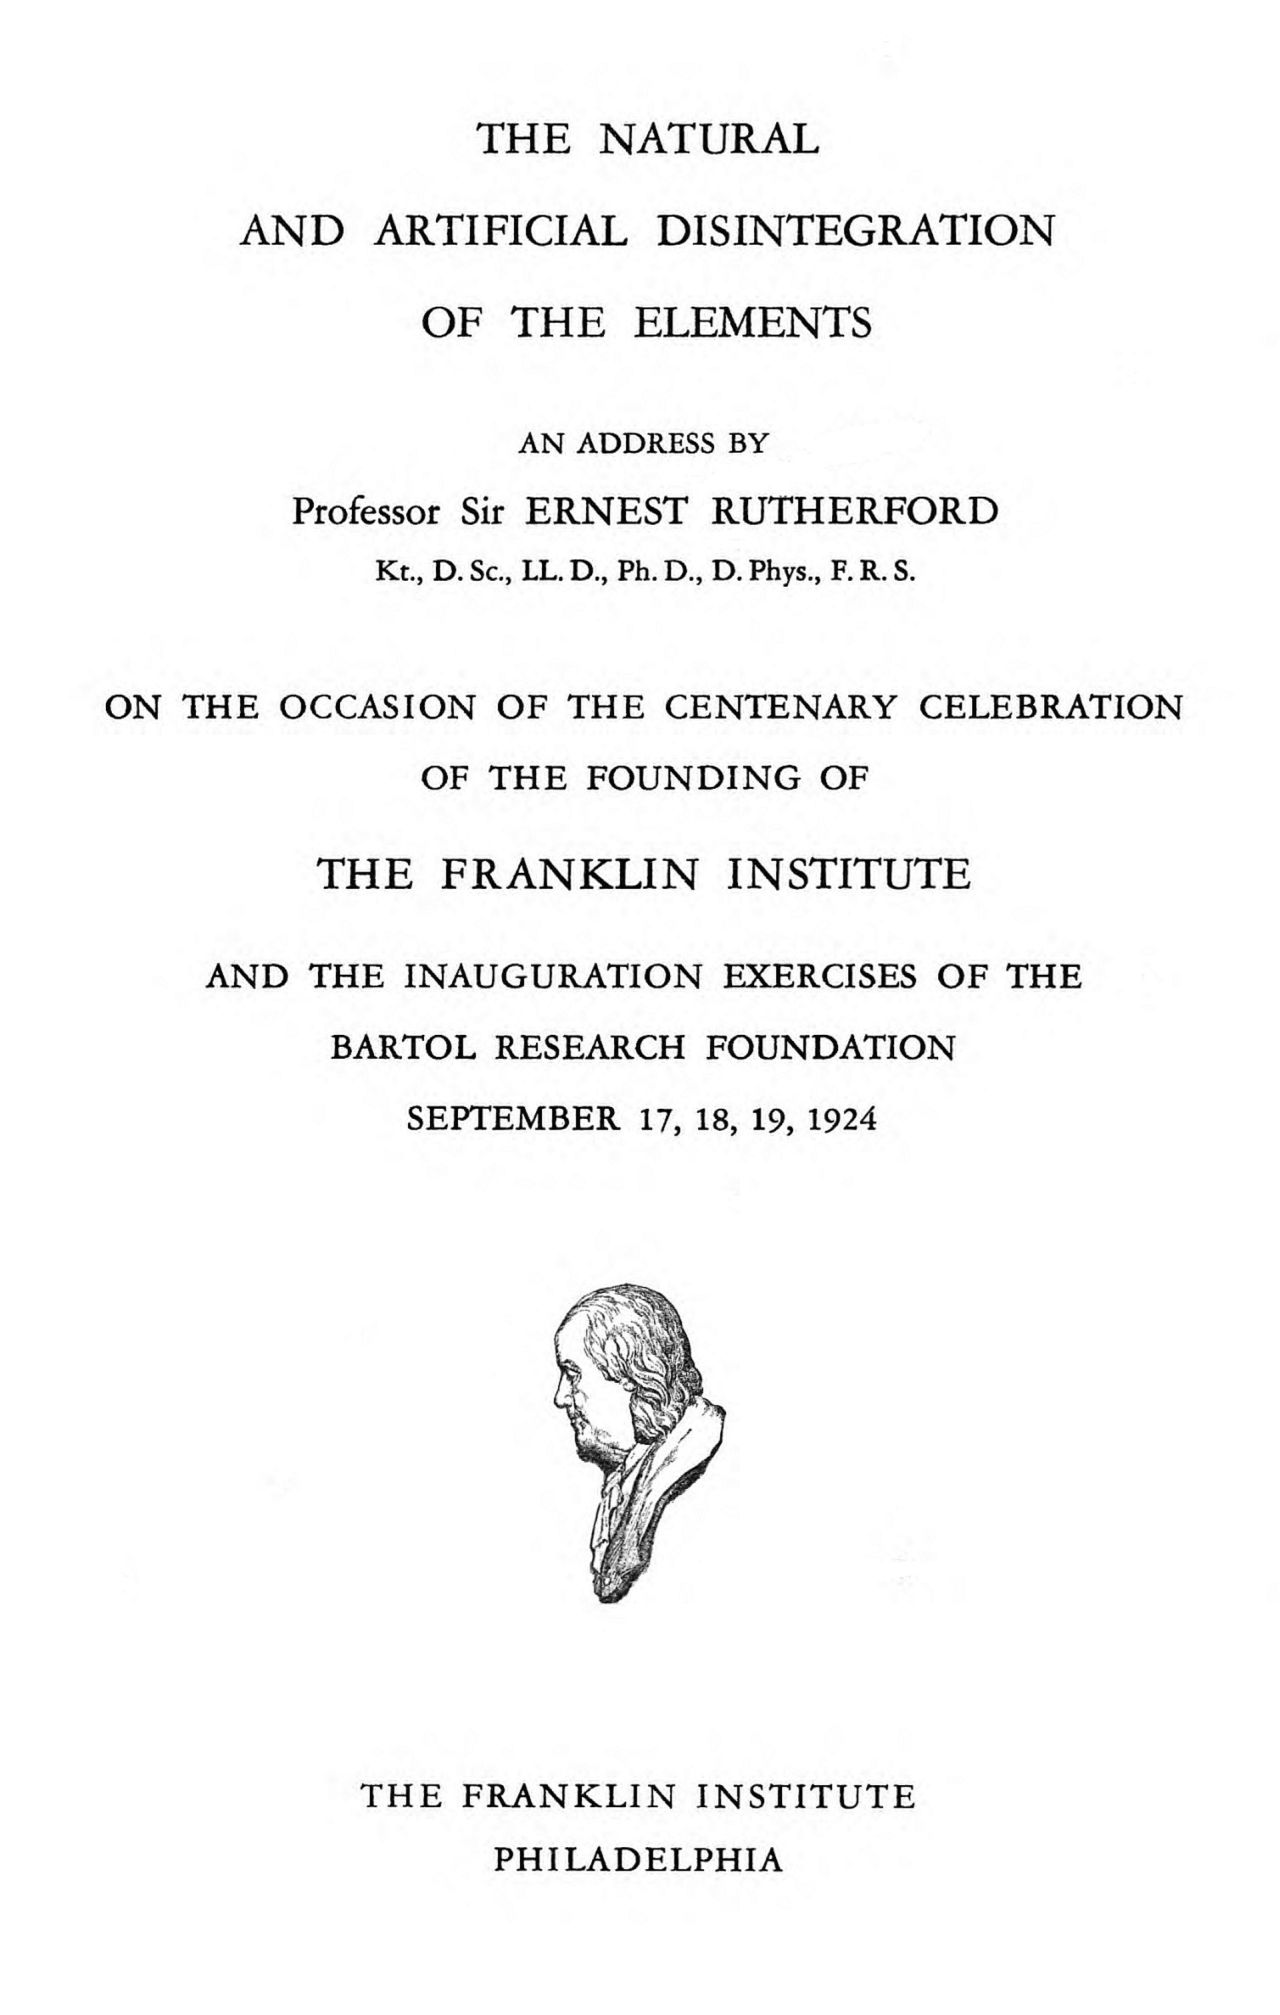 THE NATURAL
AND ARTIFICIAL DISINTEGRATION
OF THE ELEMENTS
AN ADDRESS BY
Professor Sir ERNEST RUTHERFORD
Kt., D. Sc., LL. D., Ph. D., D. Phys., F. R. S.
ON THE OCCASION OF THE CENTENARY CELEBRATION
OF THE FOUNDING OF
THE FRANKLIN INSTITUTE
AND THE INAUGURATION EXERCISES OF THE
BARTOL RESEARCH FOUNDATION
SEPTEMBER 17, 18, 19, 1924
THE FRANKLIN INSTITUTE
PHILADELPHIA